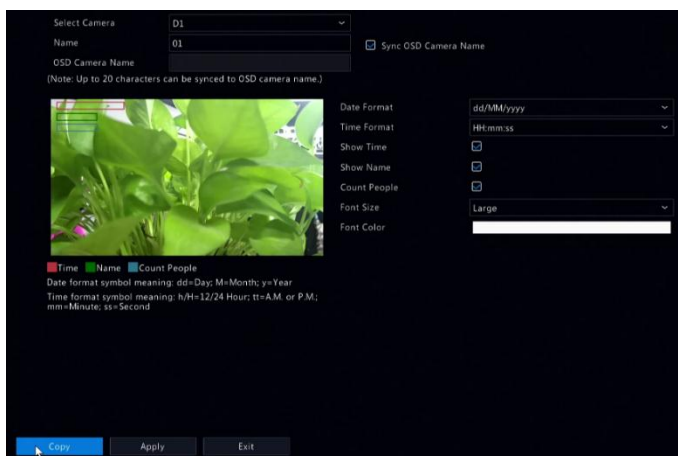 Select Camera D1
Name 01 Sync OSD Camera Name
OSD Camera Name
(Note: Up to 20 characters can be synced to OSD camera name.)
Date Format dd/MM/yyyy
Time Format HH:mm:ss
Show Time
Show Name
Count People
Font Size Large
Font Color
Time Name Count People
Date format symbol meaning: dd=Day; M=Month; y=Year
Time format symbol meaning: h/H=12/24 Hour; tt=A.M. or P.M.;
mm=Minute; ss=Second
Copy Apply Exit